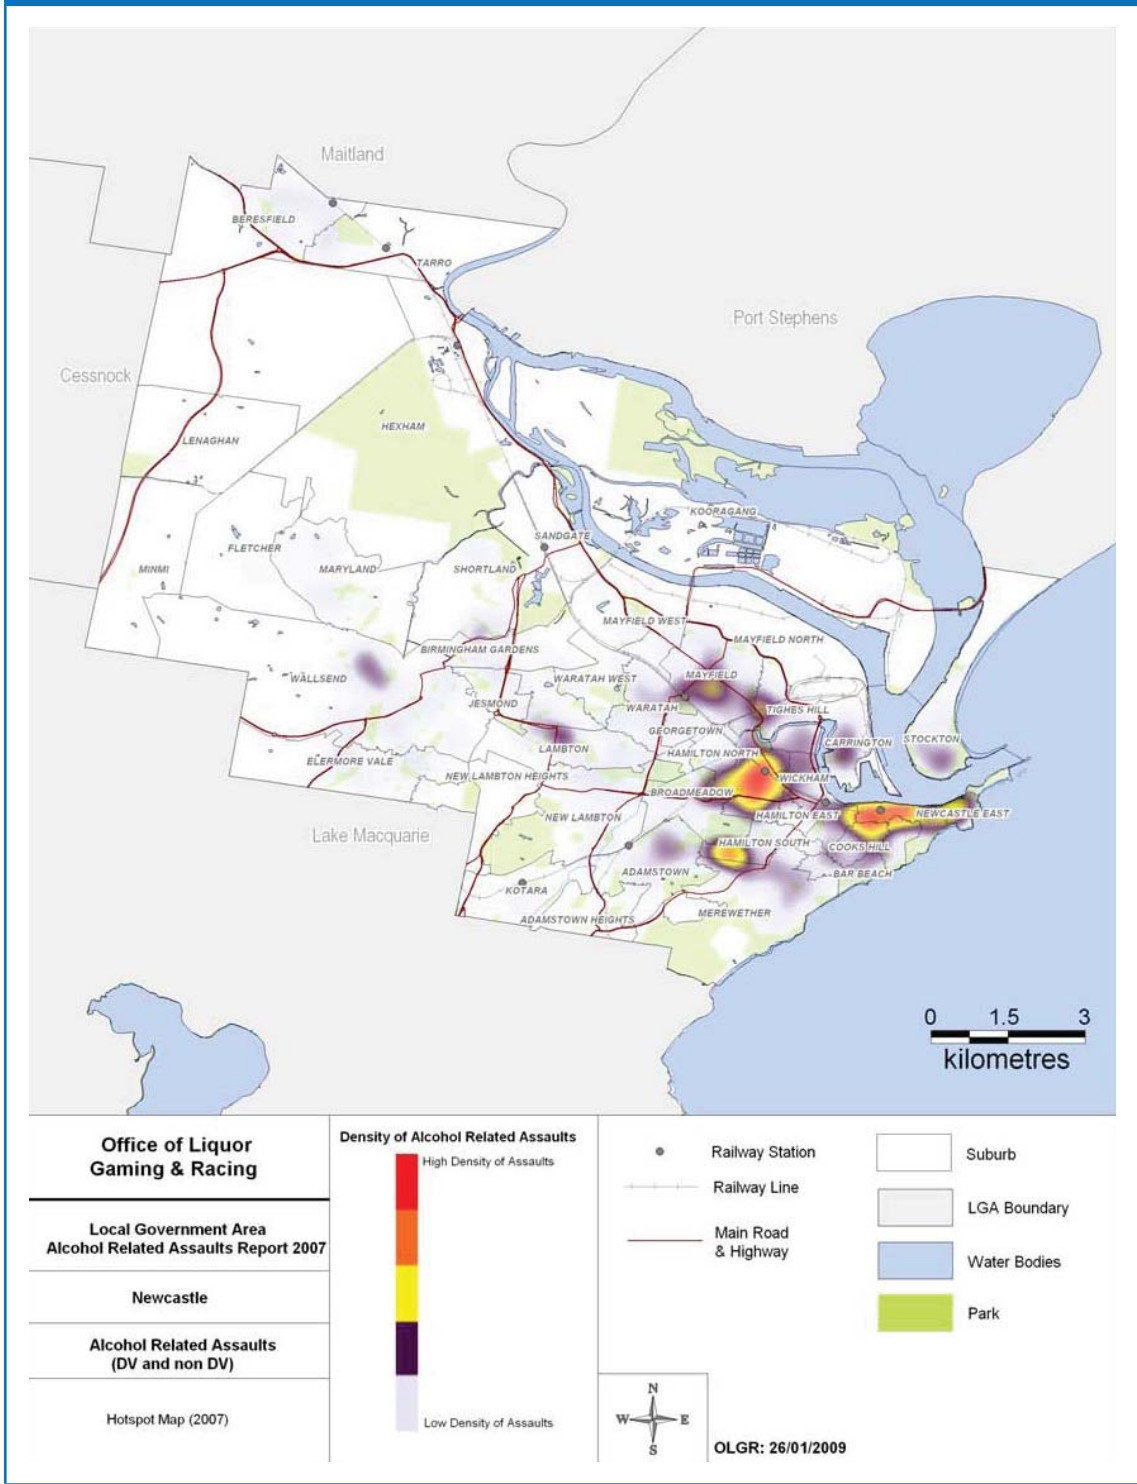 Maitland
BERESFIELD
TARRO
Port Stephens
Cessnock
HEXHAM
LENAGHAN
KOORAGANG
SANDGATE
FLETCHER
MINMI
MARYLAND
SHORTLAND
MAYFIELD WEST
MAYFIELD NORTH
BIRMINGHAM GARDENS
WALLSEND
WARATAH WEST
MAYFIELD
JESMOND
WARATAH
TIGHES HILL
GEORGETOWN
CARRINGTON
STOCKTON
LAMBTON
HAMILTON NORTH
ELERMORE VALE
NEW LAMBTON HEIGHTS
WICKHAM
BROADMEADOW
NEW LAMBTON
HAMILTON EAST
NEWCASTLE EAST
Lake Macquarie
HAMILTON SOUTH
COOKS HILL
ADAMSTOWN
BAR BEACH
KOTARA
ADAMSTOWN HEIGHTS
MEREWETHER
0 1.5 3
kilometres
Office of Liquor
Gaming & Racing
Local Government Area
Alcohol Related Assaults Report 2007
Newcastle
Alcohol Related Assaults
(DV and non DV)
Hotspot Map (2007)
Density of Alcohol Related Assaults
High Density of Assaults
Low Density of Assaults
Railway Station
Railway Line
Main Road
& Highway
Suburb
LGA Boundary
Water Bodies
Park
N
W E
S
OLGR: 26/01/2009